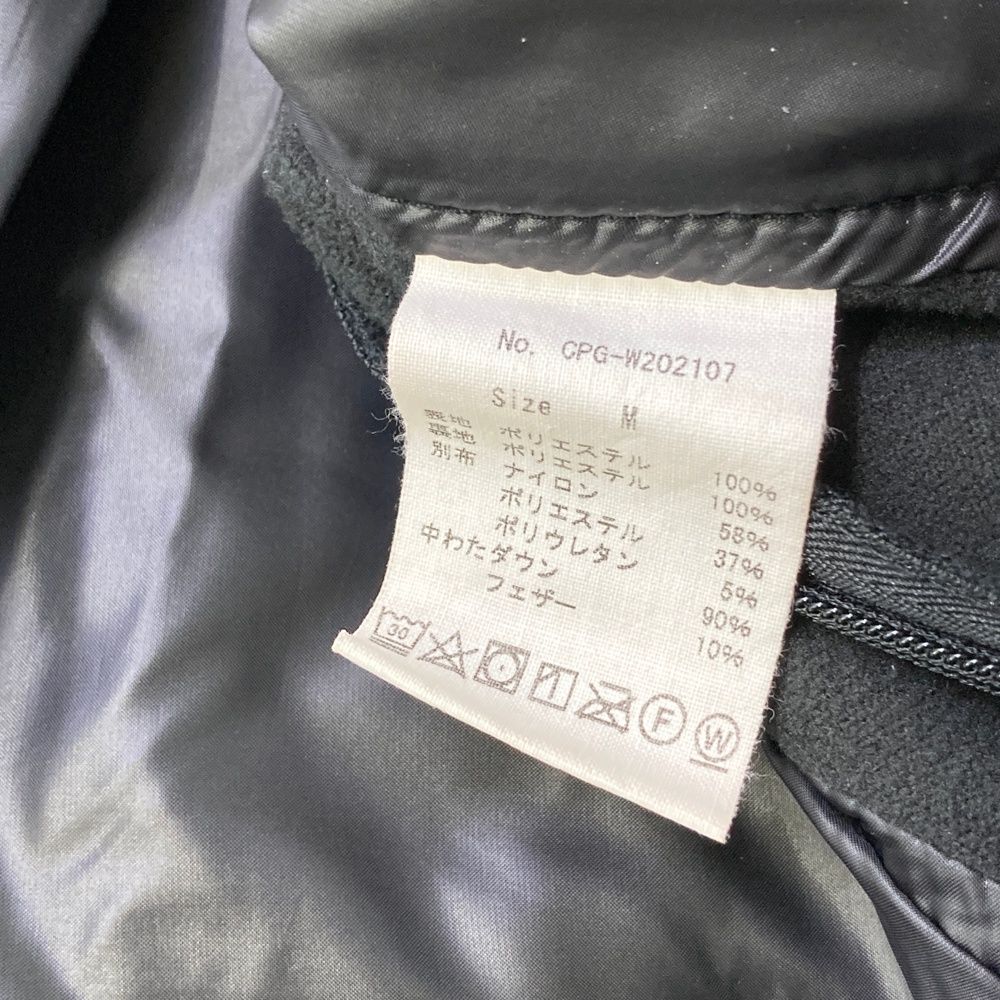 No. CPG-W202107
Size M
表地 ポリエステル 100%
裏地 ポリエステル 100%
別布 ナイロン 58%
ポリエステル 37%
ポリウレタン 5%
中わた ダウン 90%
フェザー 10%
30
F
W